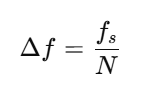 Δf = f_s / N